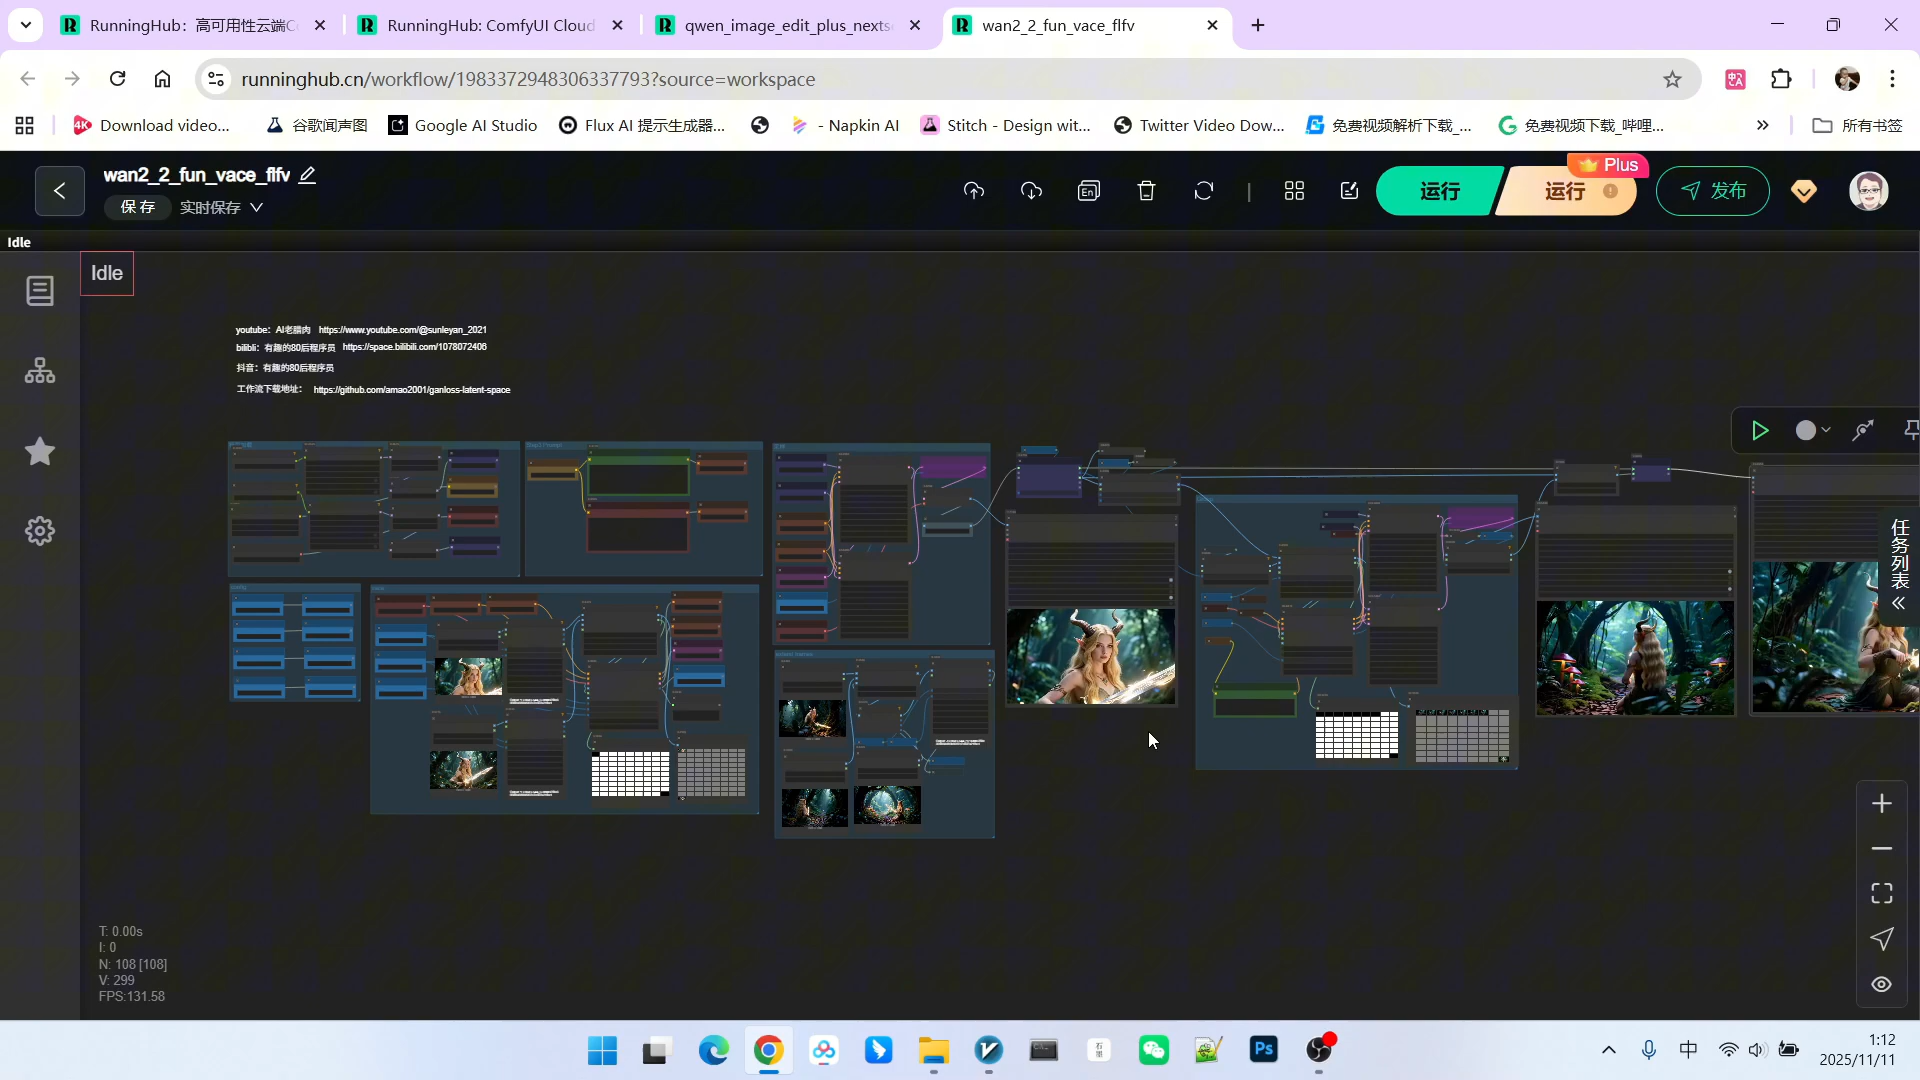 RunningHub：高可用性云端C
RunningHub: ComfyUI Cloud
qwen_image_edit_plus_nexts
wan2_2_fun_vace_flfv
runninghub.cn/workflow/1983372948306337793?source=workspace
Download video...
谷歌闻声图
Google AI Studio
Flux AI 提示生成器...
- Napkin AI
Stitch - Design wit...
Twitter Video Dow...
免费视频解析下载_...
免费视频下载_哔哩...
所有书签
wan2_2_fun_vace_flfv
保存
实时保存
En
运行
运行
Plus
发布
Idle
Idle
youtube：AI老腊肉 https://www.youtube.com/@sunleyan_2021
bilibli：有趣的80后程序员 https://space.bilibili.com/1078072406
抖音：有趣的80后程序员
工作流下载地址： https://github.com/amao2001/ganloss-latent-space
任务列表
T: 0.00s
I: 0
N: 108 [108]
V: 299
FPS:131.58
中
1:12
2025/11/11